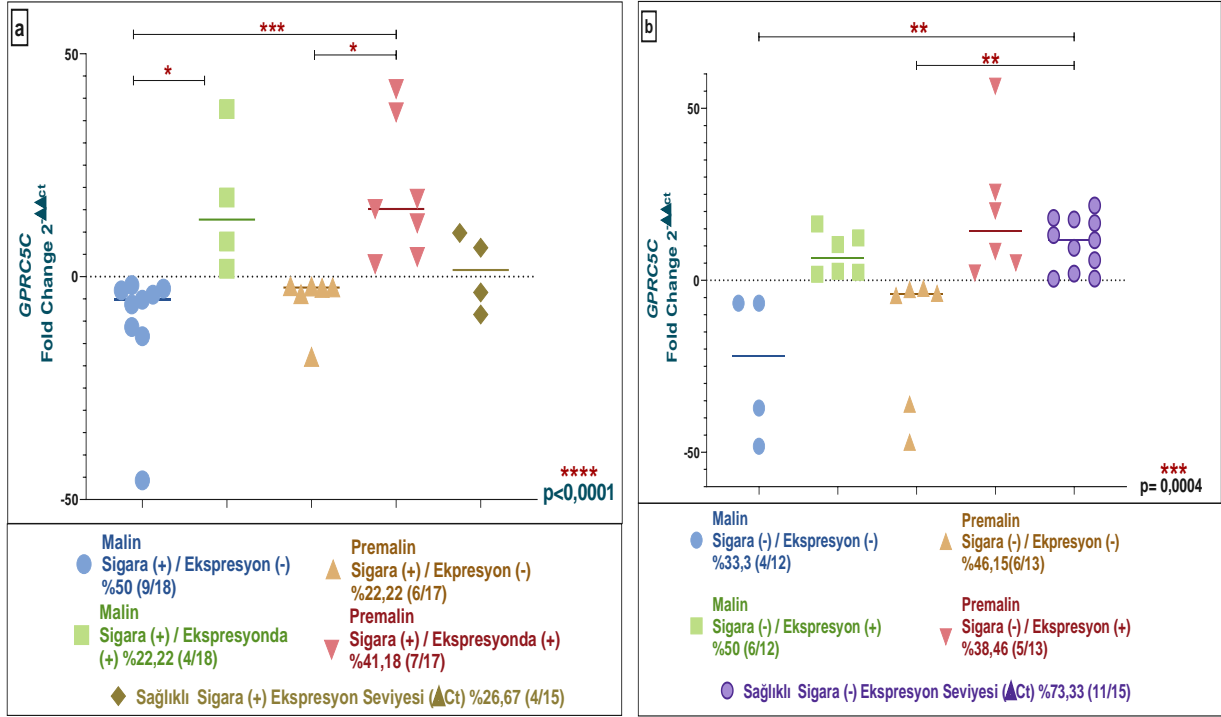 a
***
*
*
50
0
-50
GPRC5C
Fold Change 2-▲▲ct
****
p<0,0001
Malin
Sigara (+) / Ekspresyon (-)
%50 (9/18)
Premalin
Sigara (+) / Ekpresyon (-)
%22,22 (6/17)
Malin
Sigara (+) / Ekspresyonda
(+) %22,22 (4/18)
Premalin
Sigara (+) / Ekspresyonda (+)
%41,18 (7/17)
Sağlıklı Sigara (+) Ekspresyon Seviyesi (▲Ct) %26,67 (4/15)
b
**
**
50
0
-50
GPRC5C
Fold Change 2-▲▲ct
***
p= 0,0004
Malin
Sigara (-) / Ekspresyon (-)
%33,3 (4/12)
Premalin
Sigara (-) / Ekpresyon (-)
%46,15(6/13)
Malin
Sigara (-) / Ekspresyon (+)
%50 (6/12)
Premalin
Sigara (-) / Ekspresyon (+)
%38,46 (5/13)
Sağlıklı Sigara (-) Ekspresyon Seviyesi (▲Ct) %73,33 (11/15)